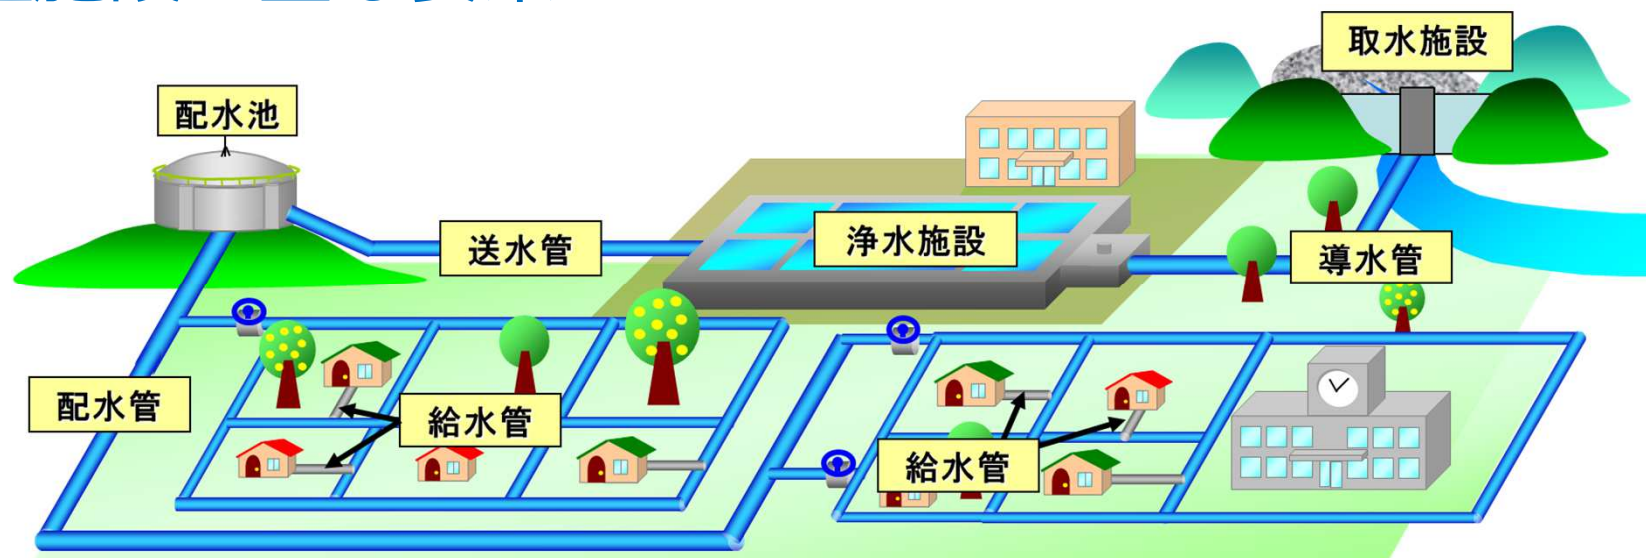 取水施設
配水池
浄水施設
送水管
導水管
配水管
給水管
給水管